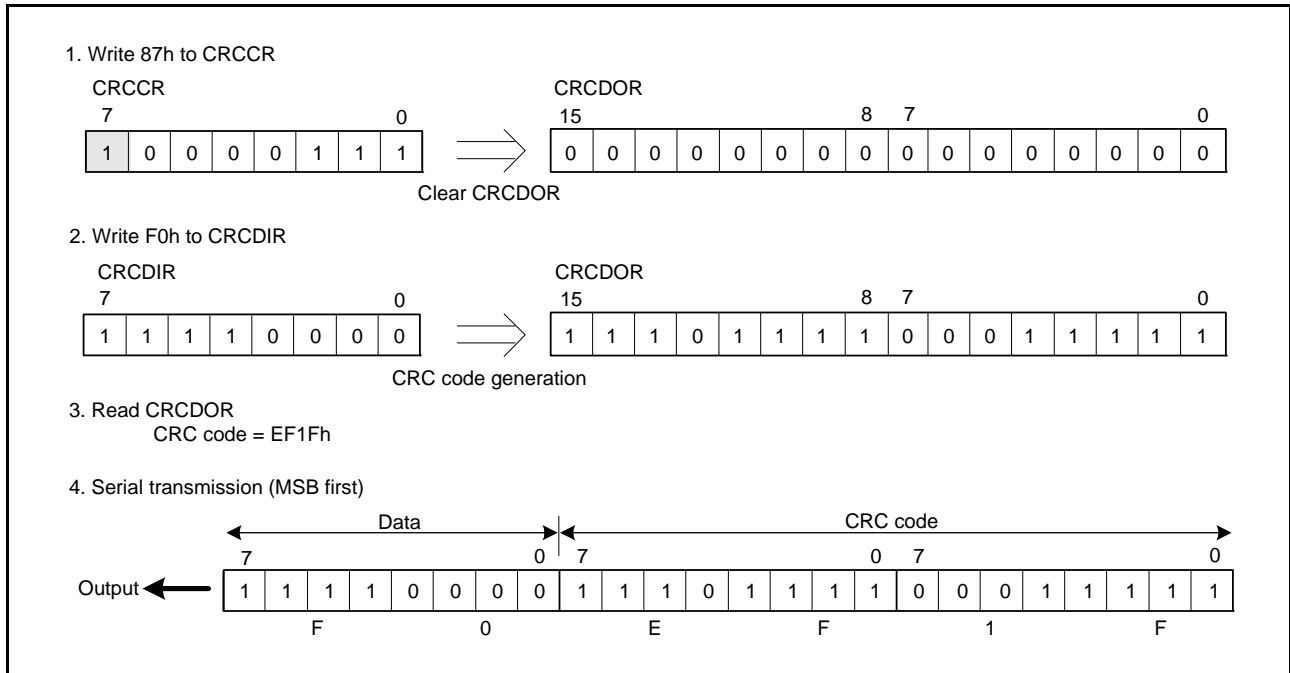 1. Write 87h to CRCCR
CRCCR CRCDOR
7 0 15 8 7 0
1 0 0 0 0 1 1 1 0 0 0 0 0 0 0 0 0 0 0 0 0 0 0 0
Clear CRCDOR
2. Write F0h to CRCDIR
CRCDIR CRCDOR
7 0 15 8 7 0
1 1 1 1 0 0 0 0 1 1 1 0 1 1 1 1 0 0 0 1 1 1 1 1
CRC code generation
3. Read CRCDOR
CRC code = EF1Fh
4. Serial transmission (MSB first)
Data CRC code
7 0 7 0 7 0
Output 1 1 1 1 0 0 0 0 1 1 1 0 1 1 1 1 0 0 0 1 1 1 1 1
F 0 E F 1 F